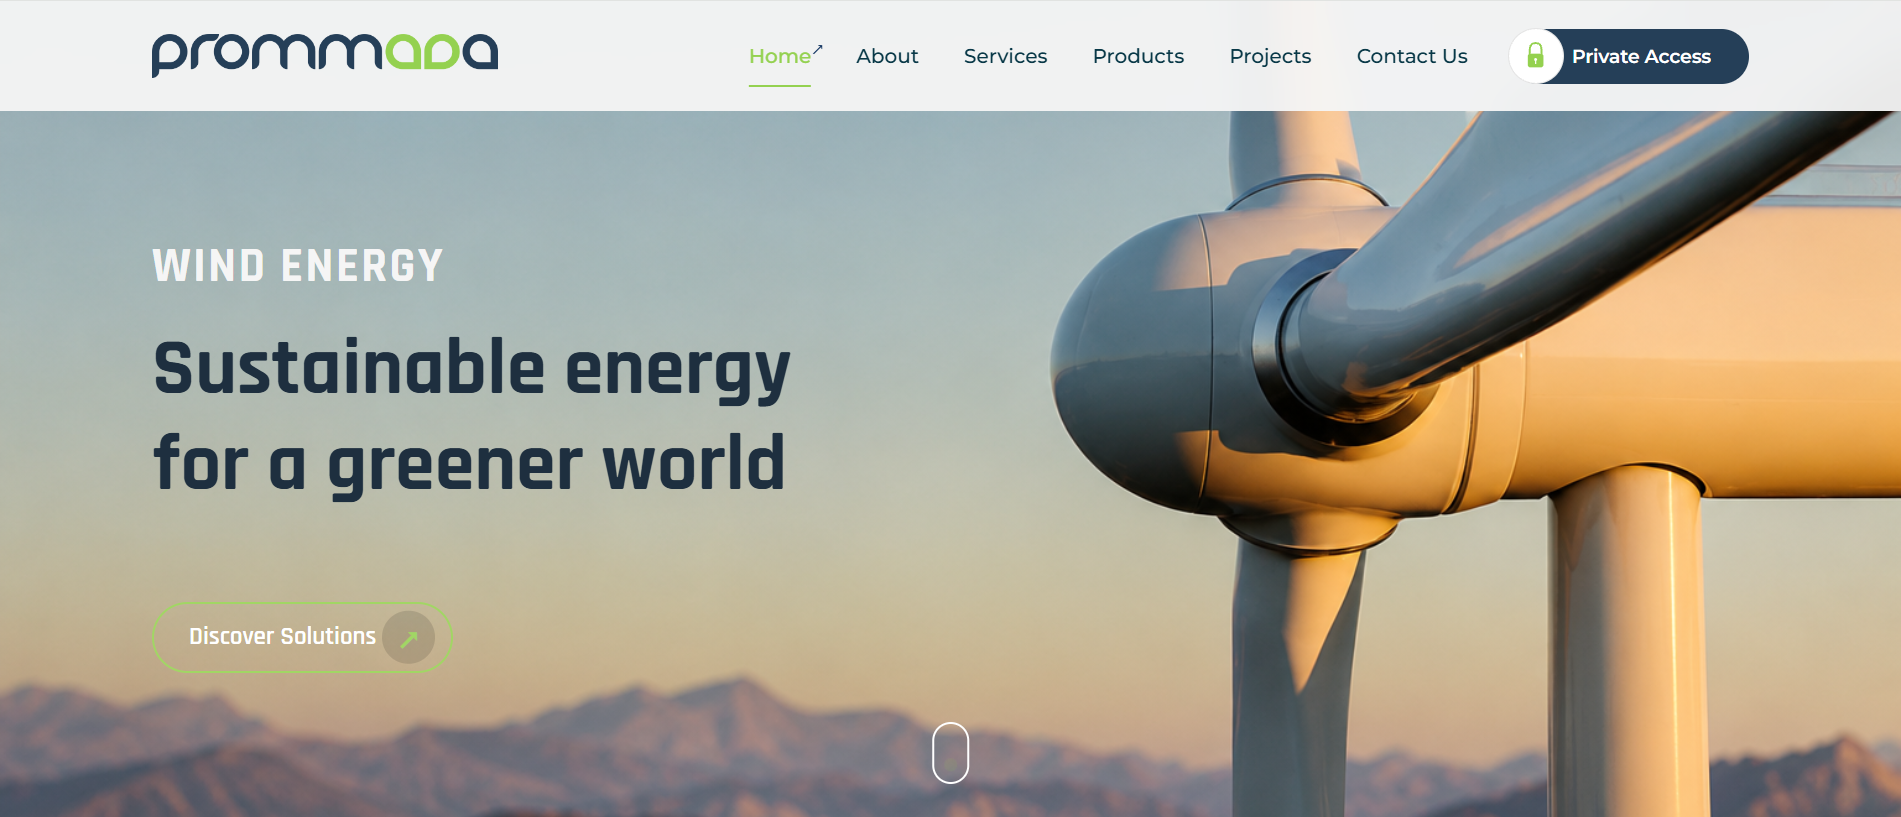 prommada
Home
About
Services
Products
Projects
Contact Us
Private Access
WIND ENERGY
Sustainable energy
for a greener world
Discover Solutions